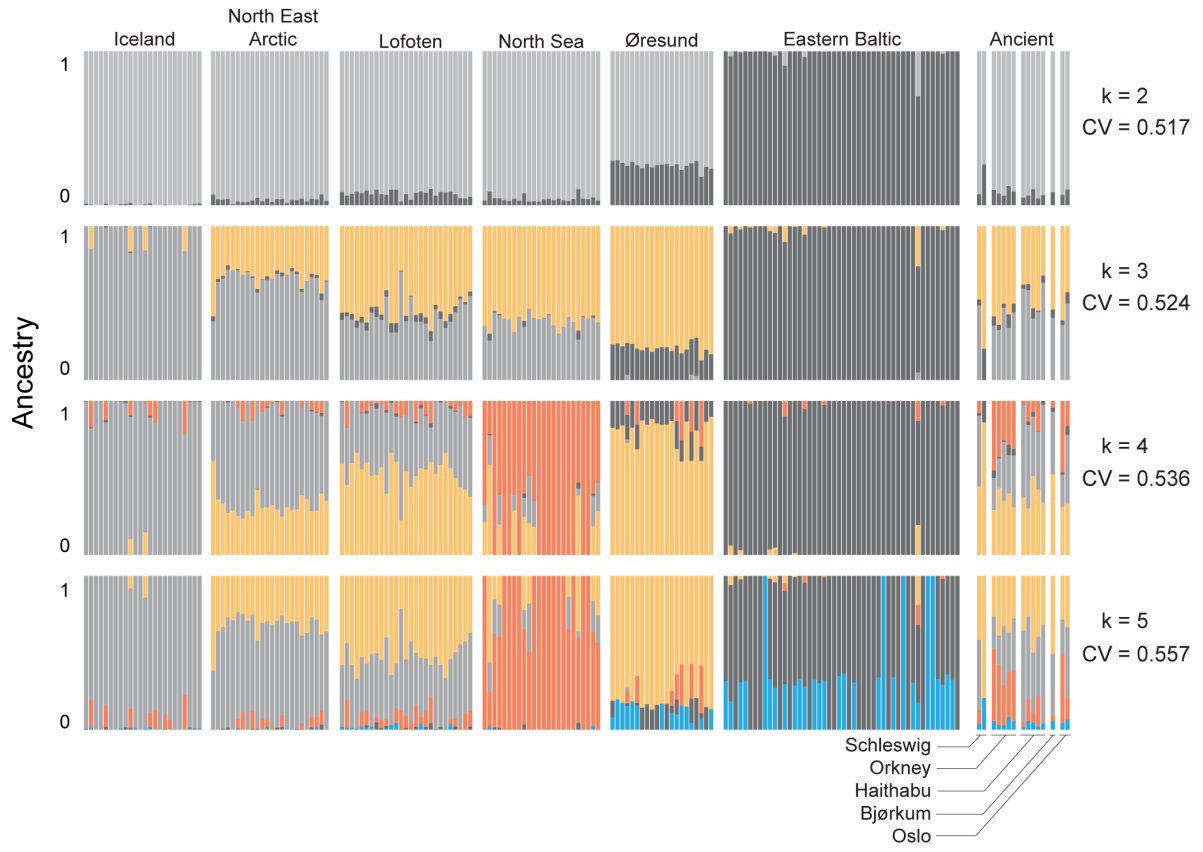 North East
Iceland
Arctic
Lofoten
North Sea
Øresund
Eastern Baltic
Ancient
1
0
k = 2
CV = 0.517
1
0
k = 3
CV = 0.524
Ancestry
1
0
k = 4
CV = 0.536
1
0
k = 5
CV = 0.557
Schleswig
Orkney
Haithabu
Bjørkum
Oslo